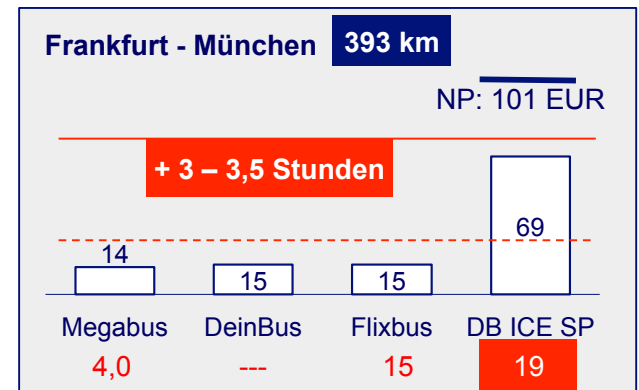 Frankfurt - München 393 km
NP: 101 EUR
+ 3 – 3,5 Stunden
14 15 15 69
Megabus DeinBus Flixbus DB ICE SP
4,0 --- 15 19